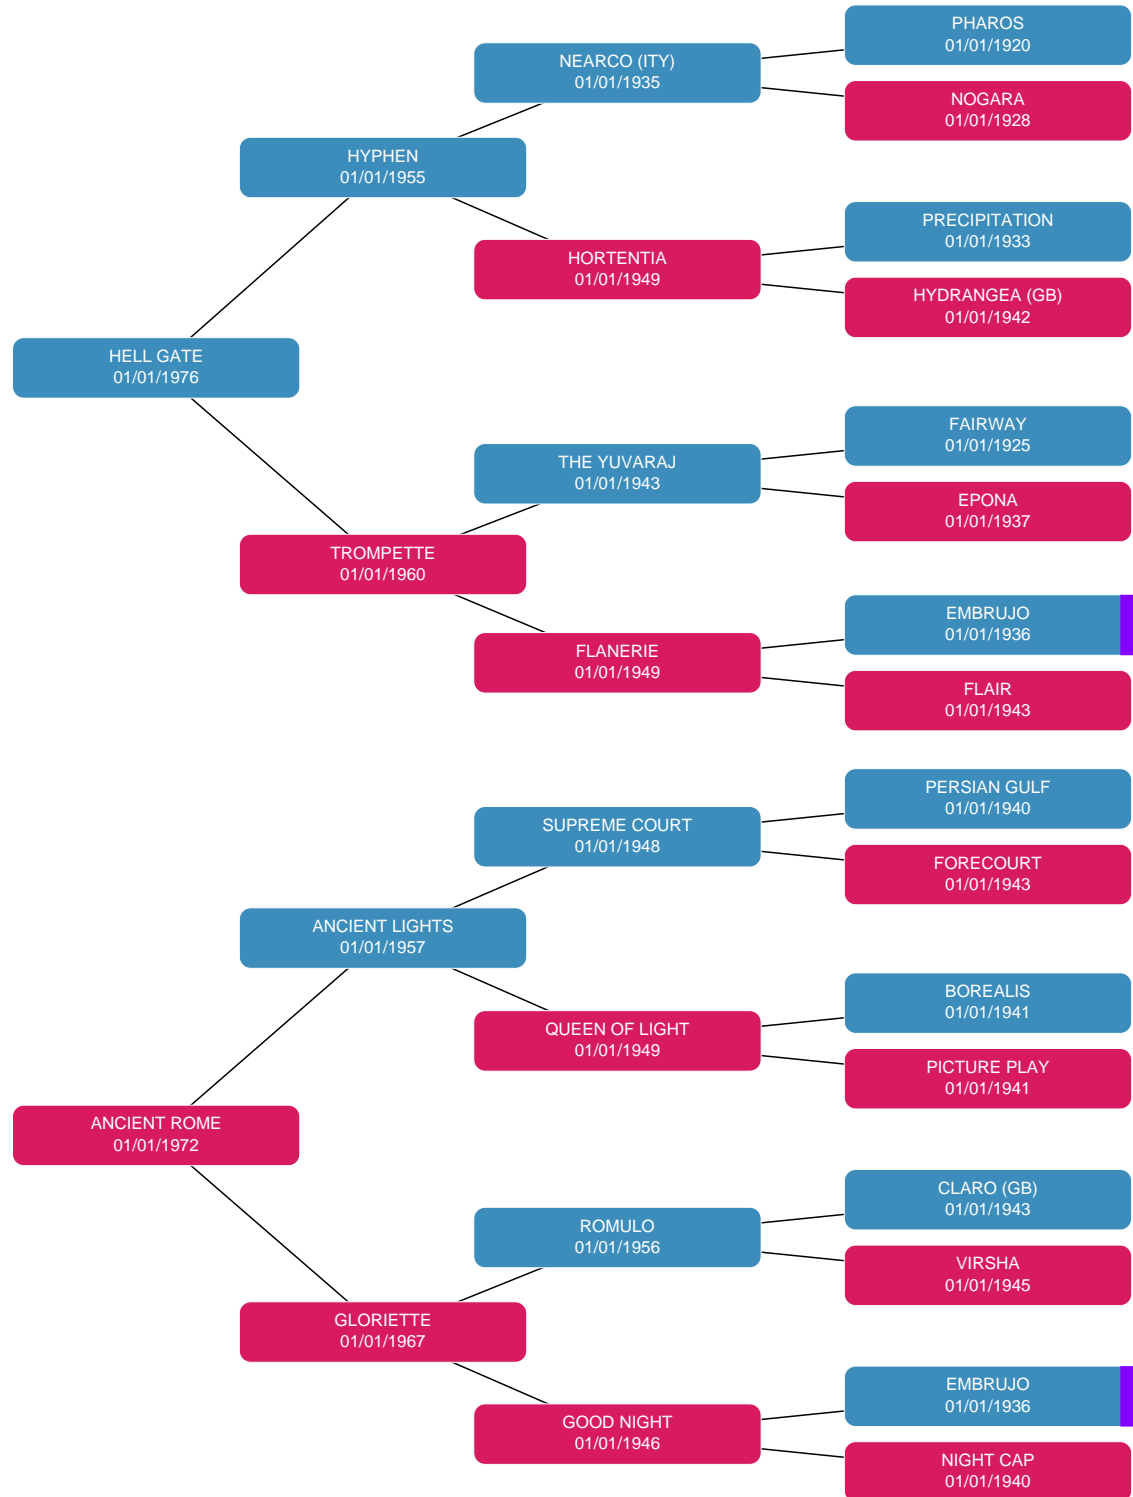 PHAROS
01/01/1920
NEARCO (ITY)
01/01/1935
NOGARA
01/01/1928
HYPHEN
01/01/1955
PRECIPITATION
01/01/1933
HORTENTIA
01/01/1949
HYDRANGEA (GB)
01/01/1942
HELL GATE
01/01/1976
FAIRWAY
01/01/1925
THE YUVARAJ
01/01/1943
EPONA
01/01/1937
TROMPETTE
01/01/1960
EMBRUJO
01/01/1936
FLANERIE
01/01/1949
FLAIR
01/01/1943
PERSIAN GULF
01/01/1940
SUPREME COURT
01/01/1948
FORECOURT
01/01/1943
ANCIENT LIGHTS
01/01/1957
BOREALIS
01/01/1941
QUEEN OF LIGHT
01/01/1949
PICTURE PLAY
01/01/1941
ANCIENT ROME
01/01/1972
CLARO (GB)
01/01/1943
ROMULO
01/01/1956
VIRSHA
01/01/1945
GLORIETTE
01/01/1967
EMBRUJO
01/01/1936
GOOD NIGHT
01/01/1946
NIGHT CAP
01/01/1940